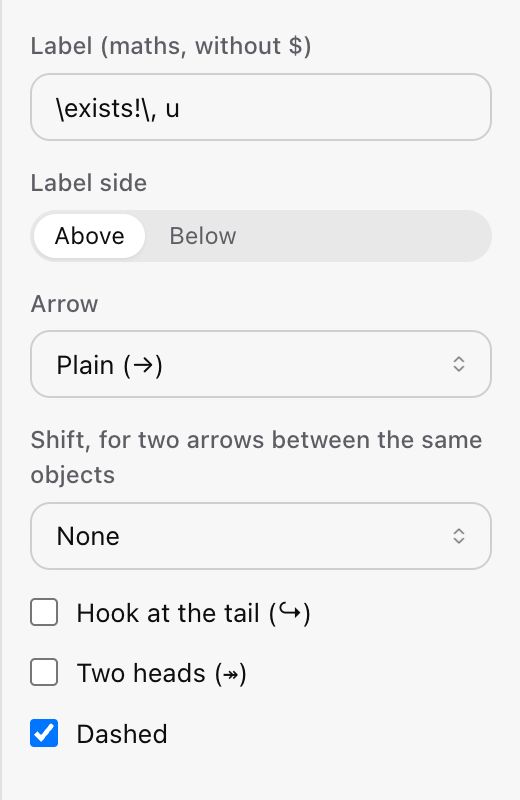 Label (maths, without $)
\exists!\, u
Label side
Above Below
Arrow
Plain (→)
Shift, for two arrows between the same
objects
None
Hook at the tail (↪)
Two heads (↠)
Dashed